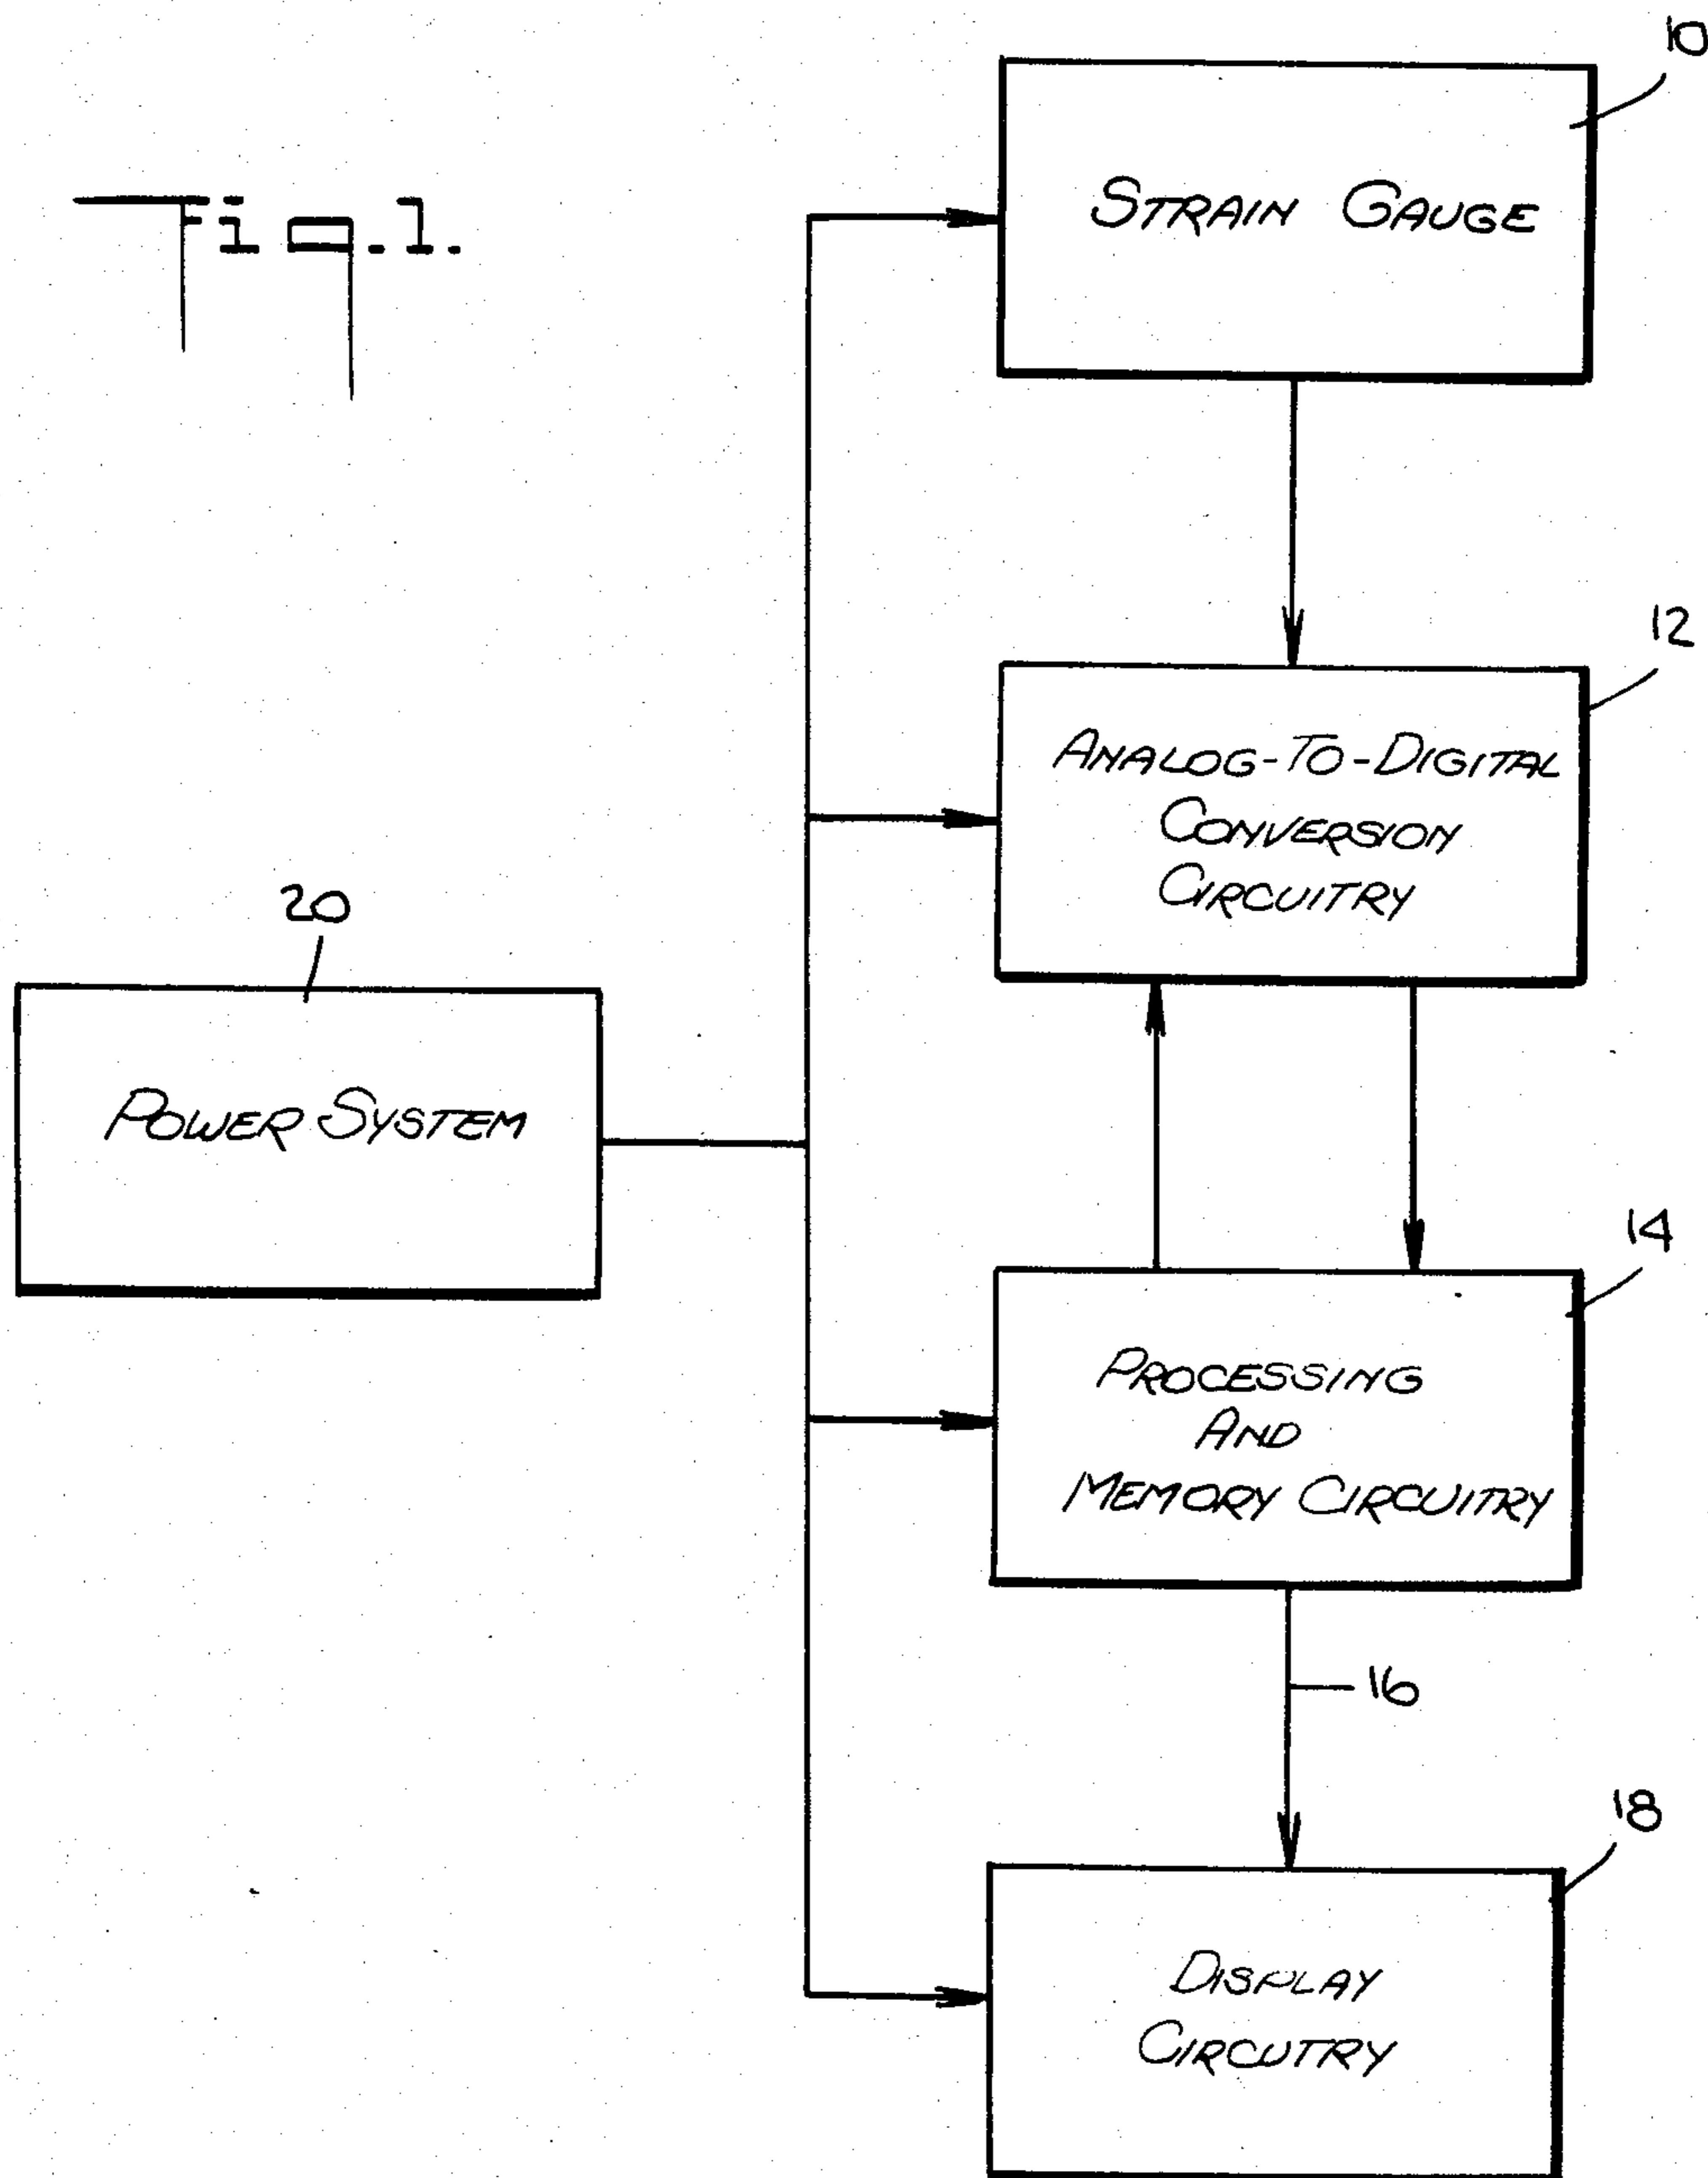 Fig.1.
10
STRAIN GAUGE
12
ANALOG-TO-DIGITAL
CONVERSION
CIRCUITRY
20
POWER SYSTEM
14
PROCESSING
AND
MEMORY CIRCUITRY
16
18
DISPLAY
CIRCUTRY